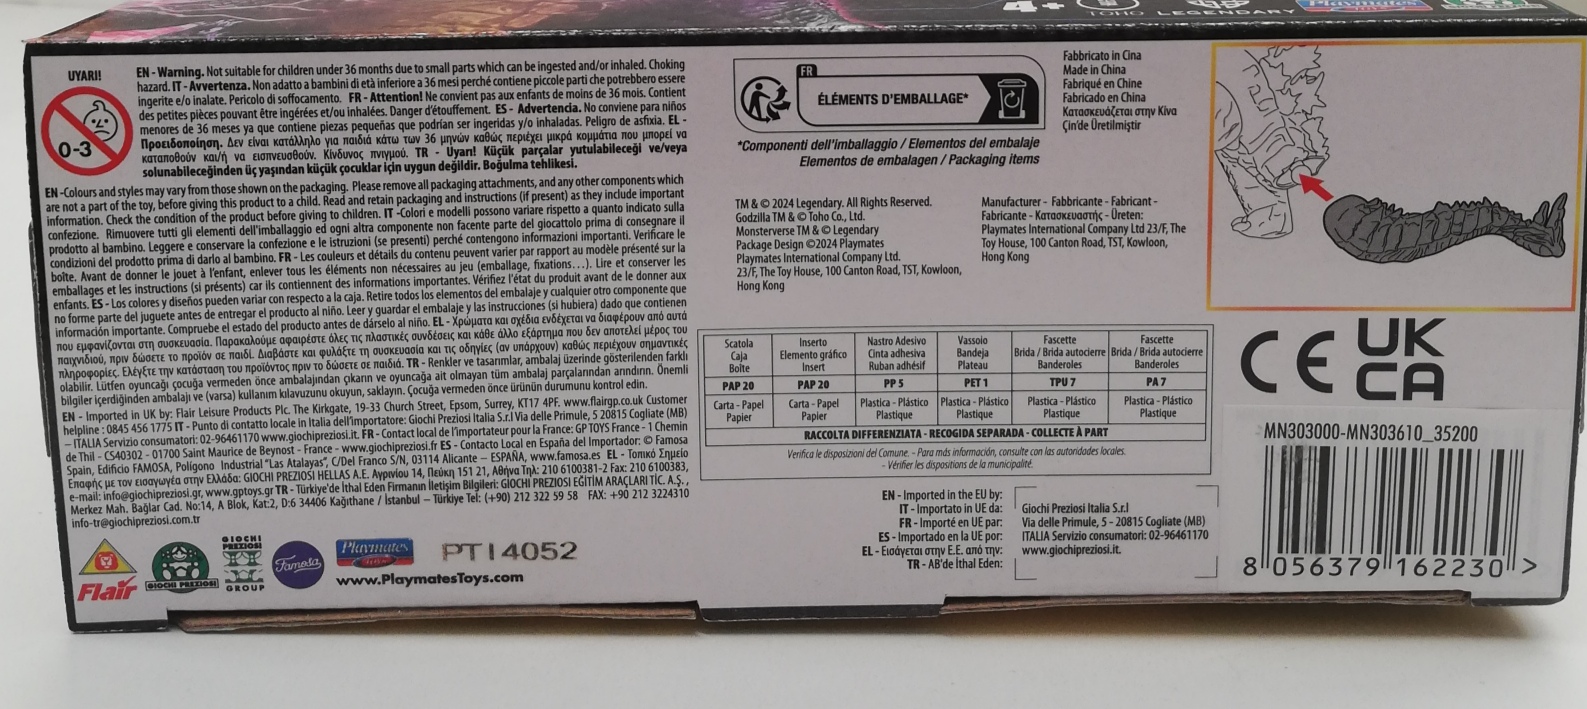 4+
TOHO LEGENDARY
Playmates
UYARI!
0-3
EN - Warning. Not suitable for children under 36 months due to small parts which can be ingested and/or inhaled. Choking
hazard. IT - Avvertenza. Non adatto a bambini di età inferiore a 36 mesi perché contiene piccole parti che potrebbero essere
ingerite e/o inalate. Pericolo di soffocamento. FR - Attention! Ne convient pas aux enfants de moins de 36 mois. Contient
des petites pièces pouvant être ingérées et/ou inhalées. Danger d'étouffement. ES - Advertencia. No conviene para niños
menores de 36 meses ya que contiene piezas pequeñas que podrían ser ingeridas y/o inhaladas. Peligro de asfixia. EL -
Προειδοποίηση. Δεν είναι κατάλληλο για παιδιά κάτω των 36 μηνών καθώς περιέχει μικρά κομμάτια που μπορεί να
καταποθούν και/ή να εισπνευσθούν. Κίνδυνος πνιγμού. TR - Uyarı! Küçük parçalar yutulabileceği ve/veya
solunabileceğinden üç yaşından küçük çocuklar için uygun değildir. Boğulma tehlikesi.
EN -Colours and styles may vary from those shown on the packaging. Please remove all packaging attachments, and any other components which
are not a part of the toy, before giving this product to a child. Read and retain packaging and instructions (if present) as they include important
information. Check the condition of the product before giving to children. IT -Colori e modelli possono variare rispetto a quanto indicato sulla
confezione. Rimuovere tutti gli elementi dell'imballaggio ed ogni altra componente non facente parte del giocattolo prima di consegnare il
prodotto al bambino. Leggere e conservare la confezione e le istruzioni (se presenti) perché contengono informazioni importanti. Verificare le
condizioni del prodotto prima di darlo al bambino. FR - Les couleurs et détails du contenu peuvent varier par rapport au modèle présenté sur la
boîte. Avant de donner le jouet à l'enfant, enlever tous les éléments non nécessaires au jeu (emballage, fixations...). Lire et conserver les
emballages et les instructions (si présents) car ils contiennent des informations importantes. Vérifiez l'état du produit avant de le donner aux
enfants. ES - Los colores y diseños pueden variar con respecto a la caja. Retire todos los elementos del embalaje y cualquier otro componente que
no forme parte del juguete antes de entregar el producto al niño. Leer y guardar el embalaje y las instrucciones (si hubiera) dado que contienen
información importante. Compruebe el estado del producto antes de dárselo al niño. EL - Χρώματα και σχέδια ενδέχεται να διαφέρουν από αυτά
που εμφανίζονται στη συσκευασία. Παρακαλούμε αφαιρέστε όλες τις πλαστικές συνδέσεις και κάθε άλλο εξάρτημα που δεν αποτελεί μέρος του
παιχνιδιού, πριν δώσετε το προϊόν σε παιδί. Διαβάστε και φυλάξτε τη συσκευασία και τις οδηγίες (αν υπάρχουν) καθώς περιέχουν σημαντικές
πληροφορίες. Ελέγξτε την κατάσταση του προϊόντος πριν το δώσετε σε παιδιά. TR - Renkler ve tasarımlar, ambalaj üzerinde gösterilenden farklı
olabilir. Lütfen oyuncağı çocuğa vermeden önce ambalajından çıkarın ve oyuncağa ait olmayan tüm ambalaj parçalarından arındırın. Önemli
bilgiler içerdiğinden ambalajı ve (varsa) kullanım kılavuzunu okuyun, saklayın. Çocuğa vermeden önce ürünün durumunu kontrol edin.
EN - Imported in UK by: Flair Leisure Products Plc. The Kirkgate, 19-33 Church Street, Epsom, Surrey, KT17 4PF. www.flairgp.co.uk Customer
helpline : 0845 456 1775 IT - Punto di contatto locale in Italia dell'importatore: Giochi Preziosi Italia S.r.l Via delle Primule, 5 20815 Cogliate (MB)
– ITALIA Servizio consumatori: 02-96461170 www.giochipreziosi.it. FR - Contact local de l'importateur pour la France: GP TOYS France - 1 Chemin
de Thil - CS40302 - 01700 Saint Maurice de Beynost - France - www.giochipreziosi.fr ES - Contacto Local en España del Importador: © Famosa
Spain, Edificio FAMOSA, Polígono Industrial "Las Atalayas", C/Del Franco S/N, 03114 Alicante – ESPAÑA, www.famosa.es EL - Τοπικό Σημείο
Επαφής με τον εισαγωγέα στην Ελλάδα: GIOCHI PREZIOSI HELLAS A.E. Αγρινίου 14, Πεύκη 151 21, Αθήνα Τηλ: 210 6100381-2 Fax: 210 6100383,
e-mail: info@giochipreziosi.gr, www.gptoys.gr TR - Türkiye'de İthal Eden Firmanın İletişim Bilgileri: GIOCHI PREZIOSI EĞİTİM ARAÇLARI TİC. A.Ş.,
Merkez Mah. Bağlar Cad. No:14, A Blok, Kat:2, D:6 34406 Kağıthane / İstanbul – Türkiye Tel: (+90) 212 322 59 58 FAX: +90 212 3224310
info-tr@giochipreziosi.com.tr
Flair
GIOCHI PREZIOSI
GIOCHI
PREZIOSI
GROUP
Famosa
Playmates
www.PlaymatesToys.com
PT14052
FR
ÉLÉMENTS D'EMBALLAGE*
*Componenti dell'imballaggio / Elementos del embalaje
Elementos de embalagen / Packaging items
Fabbricato in Cina
Made in China
Fabriqué en Chine
Fabricado en China
Κατασκευάζεται στην Κίνα
Çin'de Üretilmiştir
TM & © 2024 Legendary. All Rights Reserved.
Godzilla TM & © Toho Co., Ltd.
Monsterverse TM & © Legendary
Package Design ©2024 Playmates
Playmates International Company Ltd.
23/F, The Toy House, 100 Canton Road, TST, Kowloon,
Hong Kong
Manufacturer - Fabbricante - Fabricant -
Fabricante - Κατασκευαστής - Üreten:
Playmates International Company Ltd 23/F, The
Toy House, 100 Canton Road, TST, Kowloon,
Hong Kong
Scatola
Caja
Boîte
Inserto
Elemento gráfico
Insert
Nastro Adesivo
Cinta adhesiva
Ruban adhésif
Vassoio
Bandeja
Plateau
Fascette
Brida / Brida autocierre
Banderoles
Fascette
Brida / Brida autocierre
Banderoles
PAP 20 PAP 20 PP 5 PET 1 TPU 7 PA 7
Carta - Papel
Papier
Carta - Papel
Papier
Plastica - Plástico
Plastique
Plastica - Plástico
Plastique
Plastica - Plástico
Plastique
Plastica - Plástico
Plastique
RACCOLTA DIFFERENZIATA - RECOGIDA SEPARADA - COLLECTE À PART
Verifica le disposizioni del Comune. - Para más información, consulte con las autoridades locales.
- Vérifier les dispositions de la municipalité.
EN - Imported in the EU by:
IT - Importato in UE da:
FR - Importé en UE par:
ES - Importado en la UE por:
EL - Εισάγεται στην Ε.Ε. από την:
TR - AB'de İthal Eden:
Giochi Preziosi Italia S.r.l
Via delle Primule, 5 - 20815 Cogliate (MB)
ITALIA Servizio consumatori: 02-96461170
www.giochipreziosi.it.
CE
UK
CA
MN303000-MN303610_35200
8 056379 162230 >